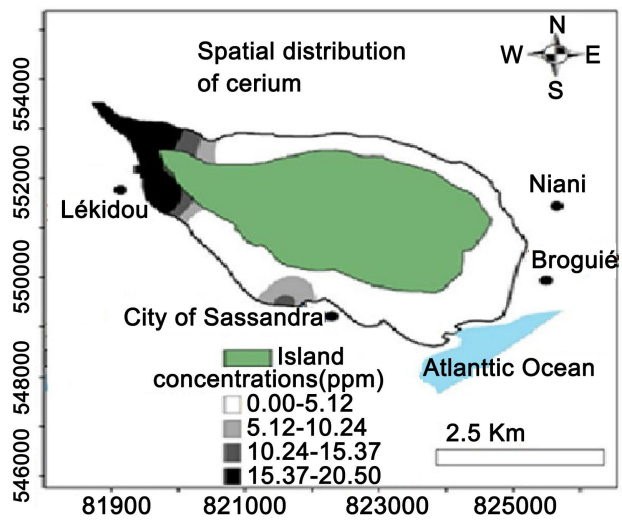 Spatial distribution
of cerium
N
W E
S
554000
552000
550000
548000
546000
Lékidou
Niani
Broguié
City of Sassandra
Atlanttic Ocean
Island
concentrations(ppm)
0.00-5.12
5.12-10.24
10.24-15.37
15.37-20.50
2.5 Km
81900 821000 823000 825000